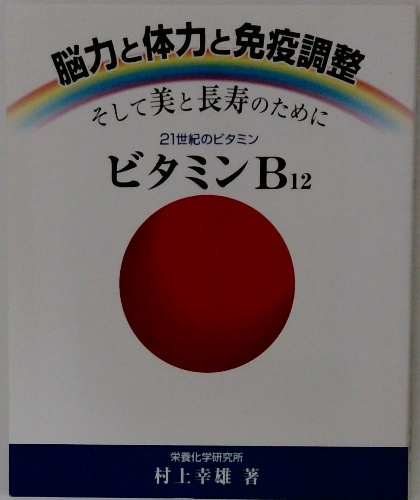 脳力と体力と免疫調整
そして美と長寿のために
21世紀のビタミン
ビタミンB12
栄養化学研究所
村上幸雄 著